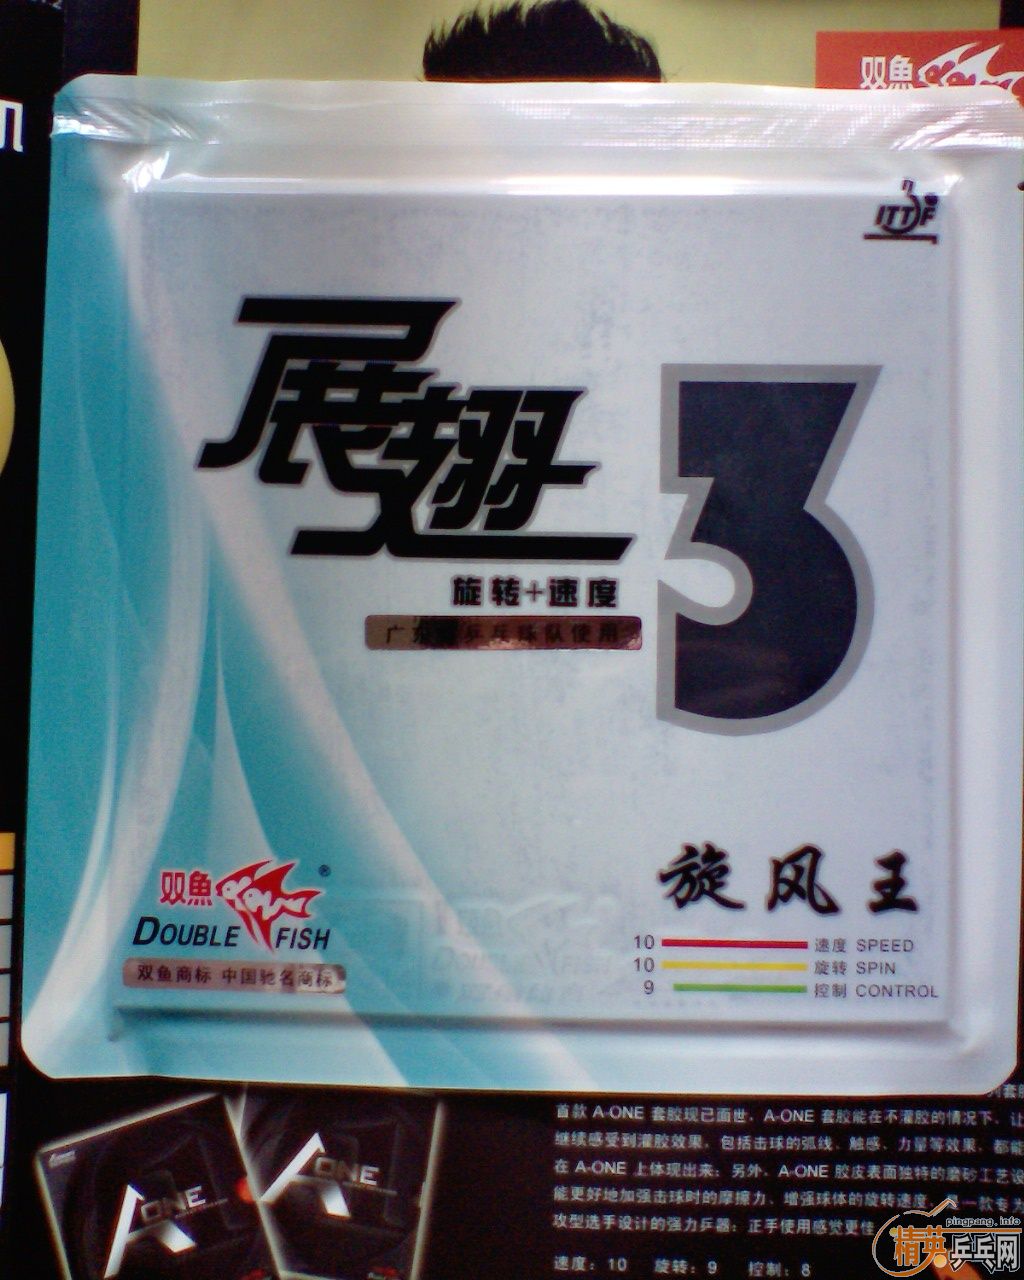 双魚
ITTF
展翅
3
旋转+速度
广东省乒乓球队使用
旋风王
双魚®
DOUBLE FISH
双鱼商标 中国驰名商标
10 速度 SPEED
10 旋转 SPIN
9 控制 CONTROL
A-ONE
A-ONE
首款 A-ONE 套胶现已面世，A-ONE 套胶能在不灌胶的情况下，让
继续感受到灌胶效果，包括击球的弧线、触感、力量等效果，都能
在 A-ONE 上体现出来；另外，A-ONE 胶皮表面独特的磨砂工艺设
能更好地加强击球时的摩擦力、增强球体的旋转速度，是一款专为
攻型选手设计的强力乒器；正手使用感觉更佳
速度：10 旋转：9 控制：8
pingpang.info
精英乒乓网